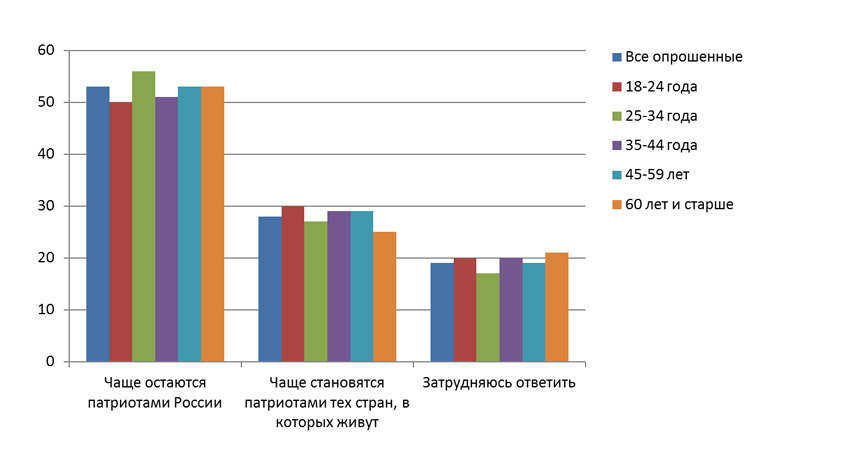 60
50
40
30
20
10
0
Чаще остаются
патриотами России
Чаще становятся
патриотами тех стран, в
которых живут
Затрудняюсь ответить
Все опрошенные
18-24 года
25-34 года
35-44 года
45-59 лет
60 лет и старше